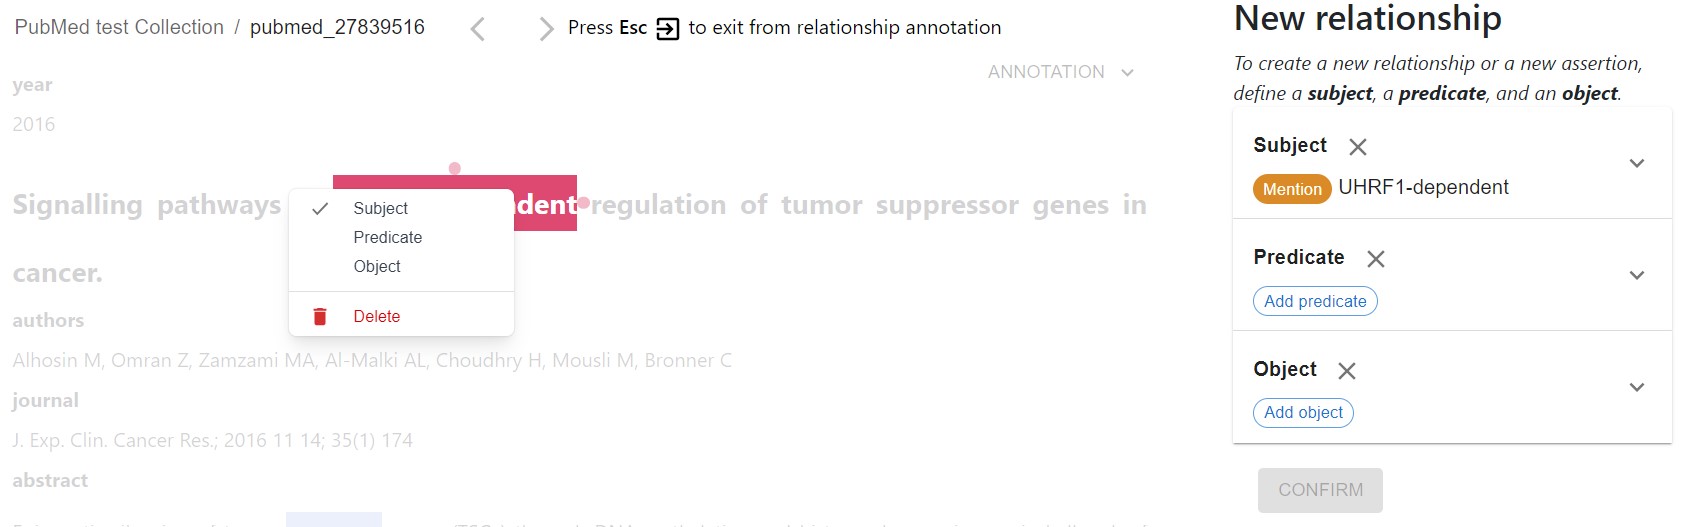 PubMed test Collection / pubmed_27839516
Press Esc to exit from relationship annotation
ANNOTATION
year
2016
Signalling pathways
dent regulation of tumor suppressor genes in
cancer.
Subject
Predicate
Object
Delete
authors
Alhosin M, Omran Z, Zamzami MA, Al-Malki AL, Choudhry H, Mousli M, Bronner C
journal
J. Exp. Clin. Cancer Res.; 2016 11 14; 35(1) 174
abstract
New relationship
To create a new relationship or a new assertion,
define a subject, a predicate, and an object.
Subject
Mention UHRF1-dependent
Predicate
Add predicate
Object
Add object
CONFIRM